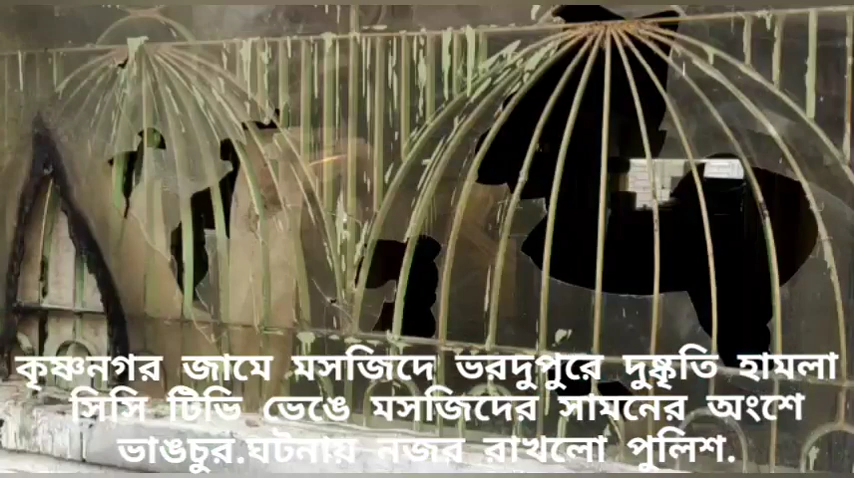 কৃষ্ণনগর জামে মসজিদে ভরদুপুরে দুষ্কৃতি হামলা
সিসি টিভি ভেঙে মসজিদের সামনের অংশে
ভাঙচুর.ঘটনায় নজর রাখলো পুলিশ.